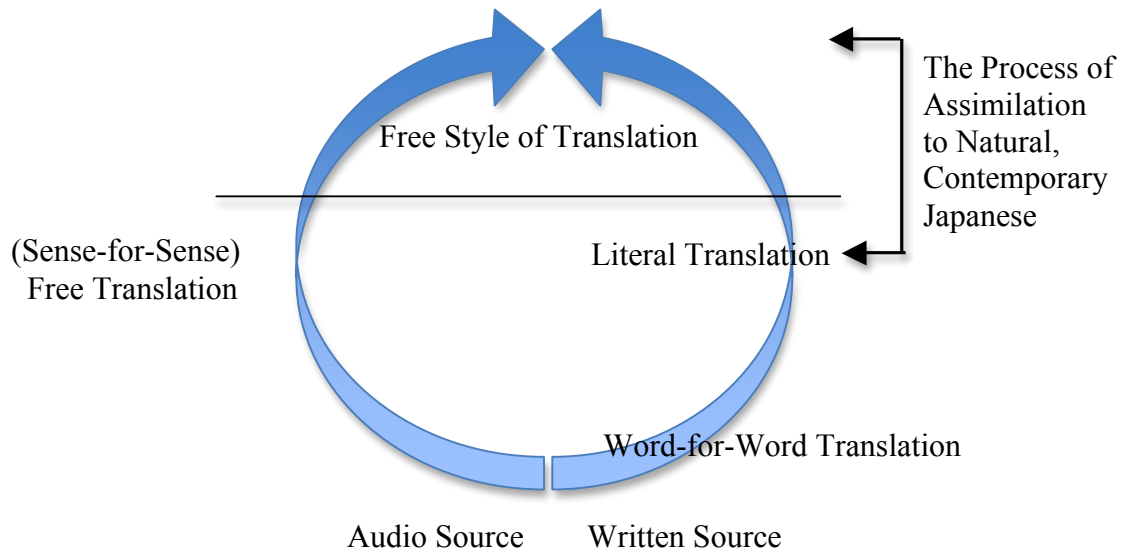 The Process of
Assimilation
to Natural,
Contemporary
Japanese
Free Style of Translation
(Sense-for-Sense)
Free Translation
Literal Translation
Word-for-Word Translation
Audio Source
Written Source